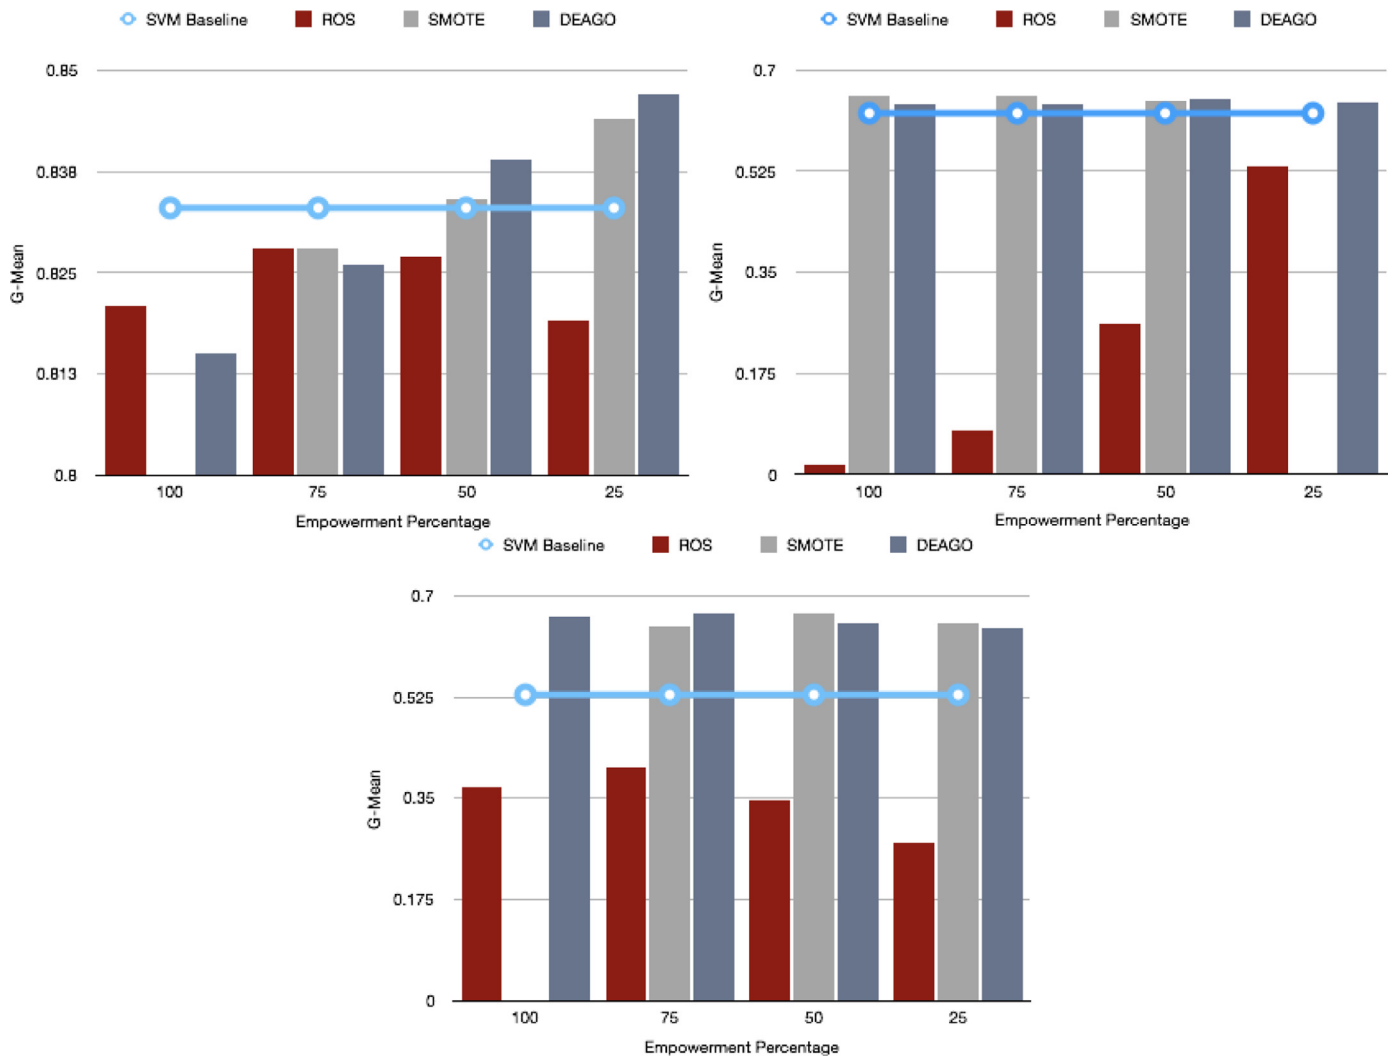 SVM Baseline ROS SMOTE DEAGO
0.85
0.838
0.825
0.813
0.8
G-Mean
100 75 50 25
Empowerment Percentage
SVM Baseline ROS SMOTE DEAGO
0.7
0.525
0.35
0.175
0
G-Mean
100 75 50 25
Empowerment Percentage
SVM Baseline ROS SMOTE DEAGO
0.7
0.525
0.35
0.175
0
G-Mean
100 75 50 25
Empowerment Percentage